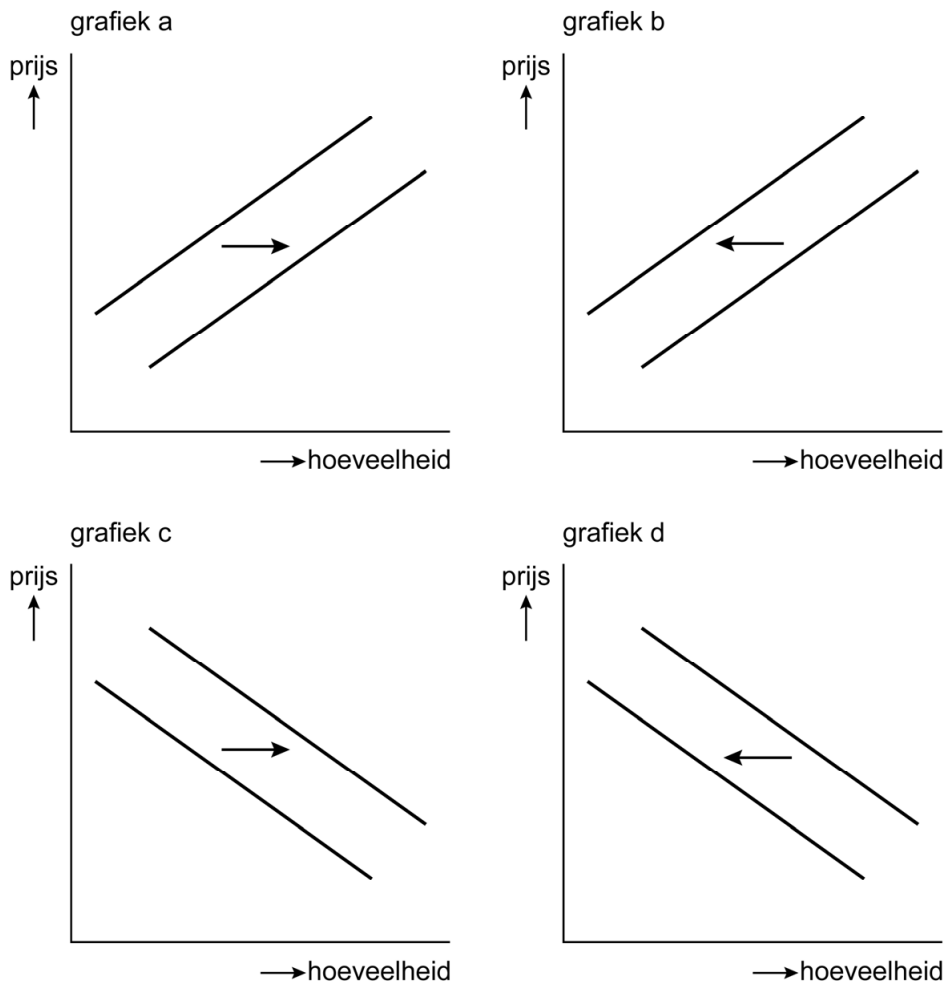 grafiek a
prijs
hoeveelheid
grafiek b
prijs
hoeveelheid
grafiek c
prijs
hoeveelheid
grafiek d
prijs
hoeveelheid